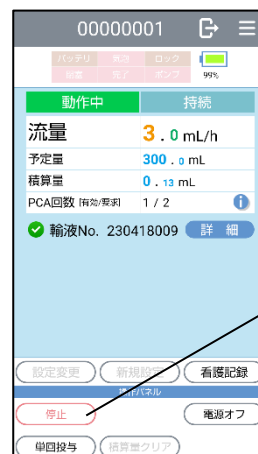 00000001
バッテリ 気泡 ロック
閉塞 完了 ポンプ 99%
動作中 持続
流量 3.0 mL/h
予定量 300.0 mL
積算量 0.13 mL
PCA回数 [有効/要求] 1 / 2
輸液No. 230418009 詳 細
設定変更 新規設定 看護記録
操作パネル
停止 電源オフ
単回投与 積算量クリア